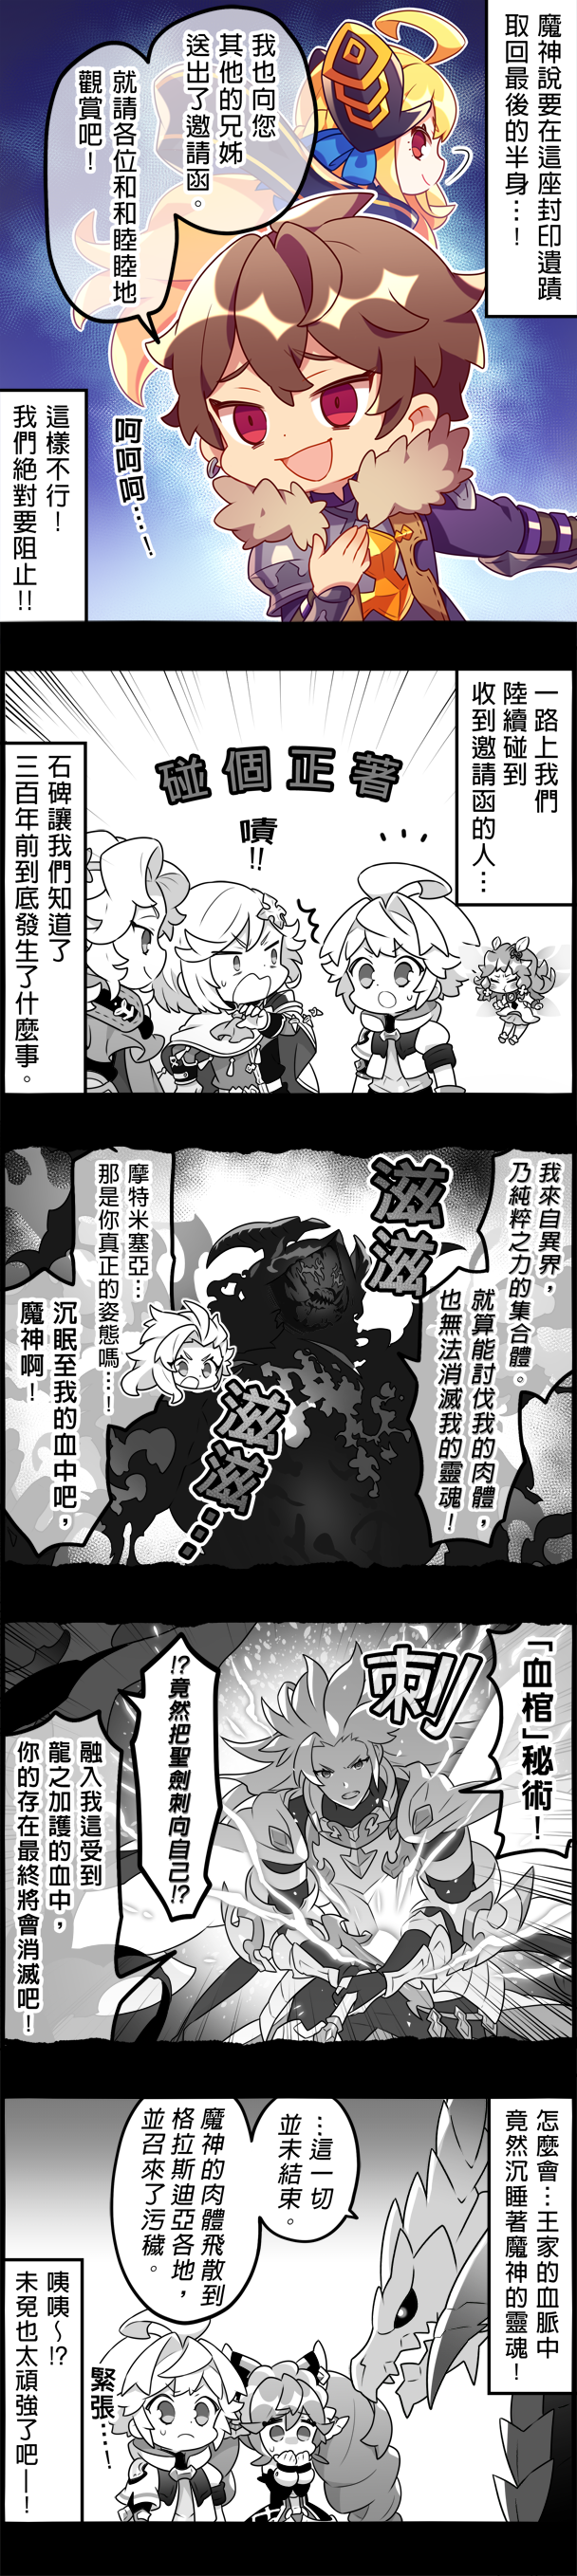 魔神說要在這座封印遺蹟
取回最後的半身…！
我也向您
其他的兄姊
送出了邀請函。
就請各位和和睦睦地
觀賞吧！
呵呵呵…！
這樣不行！
我們絕對要阻止!!
一路上我們
陸續碰到
收到邀請函的人…
碰個正著
嘖!!
石碑讓我們知道了
三百年前到底發生了什麼事。
我來自異界，
乃純粹之力的集合體。
就算能討伐我的肉體，
也無法消滅我的靈魂！
滋滋
滋滋…
摩特米塞亞…
那是你真正的姿態嗎…！
沉眠至我的血中吧，
魔神啊！
「血棺」秘術！
刺
!?竟然把聖劍刺向自己!?
融入我這受到
龍之加護的血中，
你的存在最終將會消滅吧！
怎麼會…王家的血脈中
竟然沉睡著魔神的靈魂！
…這一切
並未結束。
魔神的肉體飛散到
格拉斯迪亞各地，
並召來了污穢。
緊張…！
咦咦～!?
未免也太頑強了吧—！